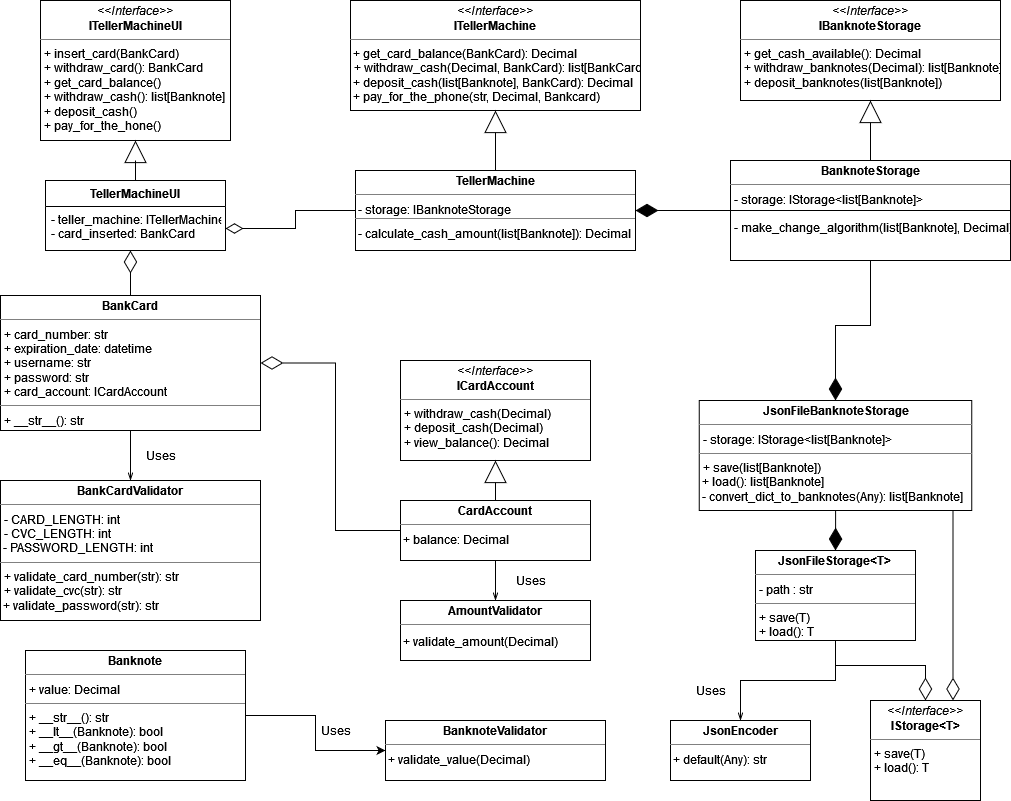 <<Interface>>
ITellerMachineUI
+ insert_card(BankCard)
+ withdraw_card(): BankCard
+ get_card_balance()
+ withdraw_cash(): list[Banknote]
+ deposit_cash()
+ pay_for_the_hone()
<<Interface>>
ITellerMachine
+ get_card_balance(BankCard): Decimal
+ withdraw_cash(Decimal, BankCard): list[BankCard
+ deposit_cash(list[Banknote], BankCard): Decimal
+ pay_for_the_phone(str, Decimal, Bankcard)
<<Interface>>
IBanknoteStorage
+ get_cash_available(): Decimal
+ withdraw_banknotes(Decimal): list[Banknote]
+ deposit_banknotes(list[Banknote])
TellerMachineUI
- teller_machine: ITellerMachine
- card_inserted: BankCard
TellerMachine
- storage: IBanknoteStorage
- calculate_cash_amount(list[Banknote]): Decimal
BanknoteStorage
- storage: IStorage<list[Banknote]>
- make_change_algorithm(list[Banknote], Decimal
BankCard
+ card_number: str
+ expiration_date: datetime
+ username: str
+ password: str
+ card_account: ICardAccount
+ __str__(): str
Uses
BankCardValidator
- CARD_LENGTH: int
- CVC_LENGTH: int
- PASSWORD_LENGTH: int
+ validate_card_number(str): str
+ validate_cvc(str): str
+ validate_password(str): str
<<Interface>>
ICardAccount
+ withdraw_cash(Decimal)
+ deposit_cash(Decimal)
+ view_balance(): Decimal
CardAccount
+ balance: Decimal
Uses
AmountValidator
+ validate_amount(Decimal)
JsonFileBanknoteStorage
- storage: IStorage<list[Banknote]>
+ save(list[Banknote])
+ load(): list[Banknote]
- convert_dict_to_banknotes(Any): list[Banknote]
JsonFileStorage<T>
- path : str
+ save(T)
+ load(): T
Banknote
+ value: Decimal
+ __str__(): str
+ __lt__(Banknote): bool
+ __gt__(Banknote): bool
+ __eq__(Banknote): bool
Uses
BanknoteValidator
+ validate_value(Decimal)
Uses
JsonEncoder
+ default(Any): str
<<Interface>>
IStorage<T>
+ save(T)
+ load(): T